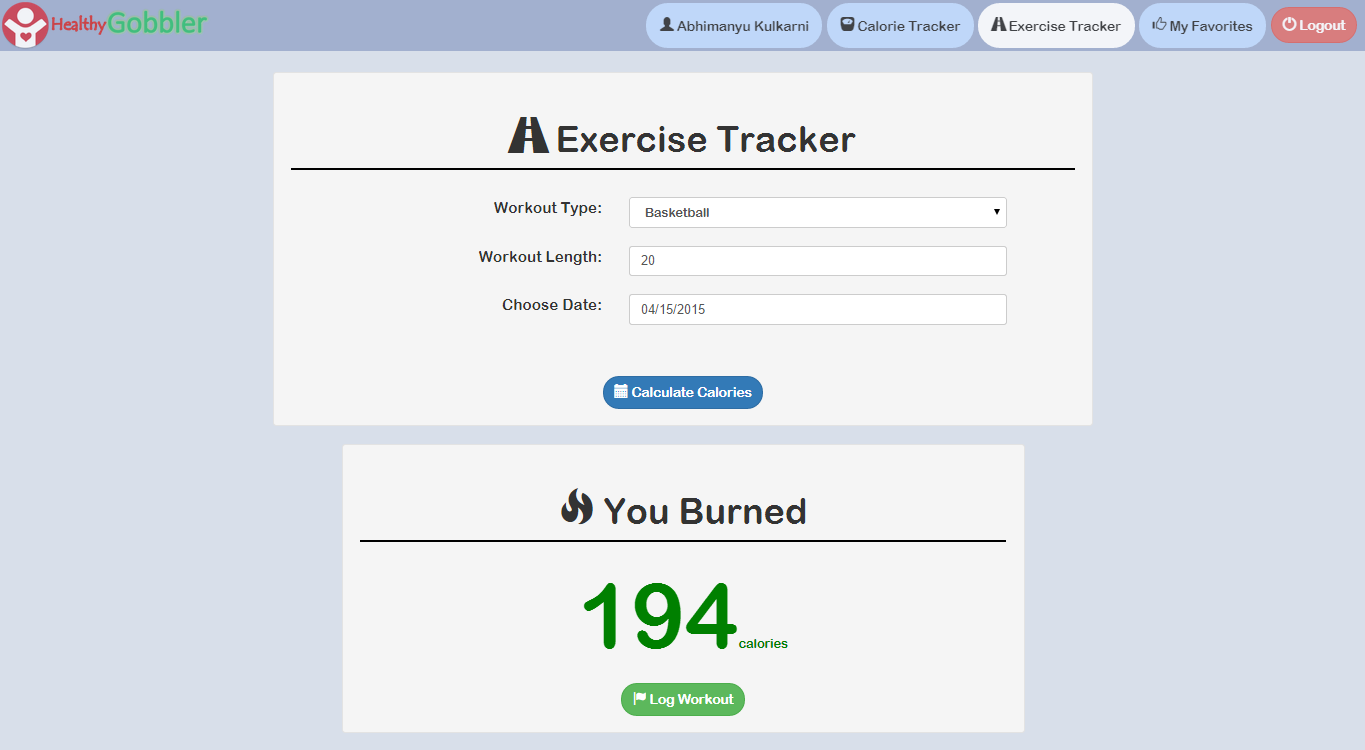 HealthyGobbler Abhimanyu Kulkarni Calorie Tracker Exercise Tracker My Favorites Logout
Exercise Tracker
Workout Type: Basketball
Workout Length: 20
Choose Date: 04/15/2015
Calculate Calories
You Burned
194 calories
Log Workout